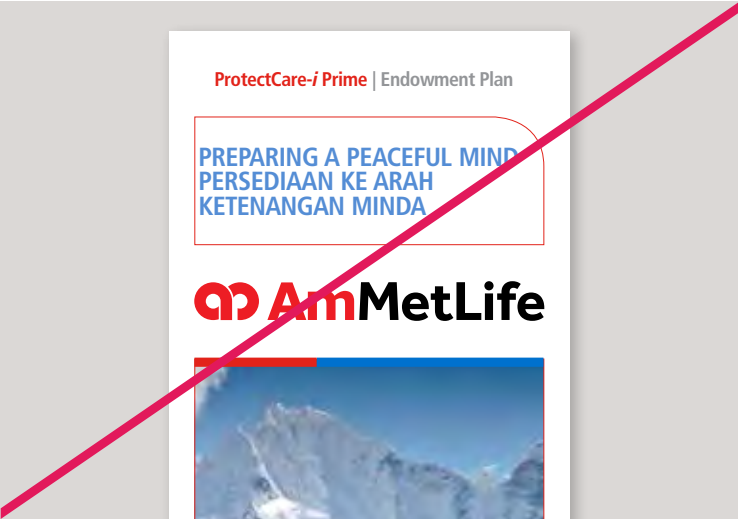 ProtectCare-i Prime | Endowment Plan
PREPARING A PEACEFUL MIND
PERSEDIAAN KE ARAH
KETENANGAN MINDA
AmMetLife